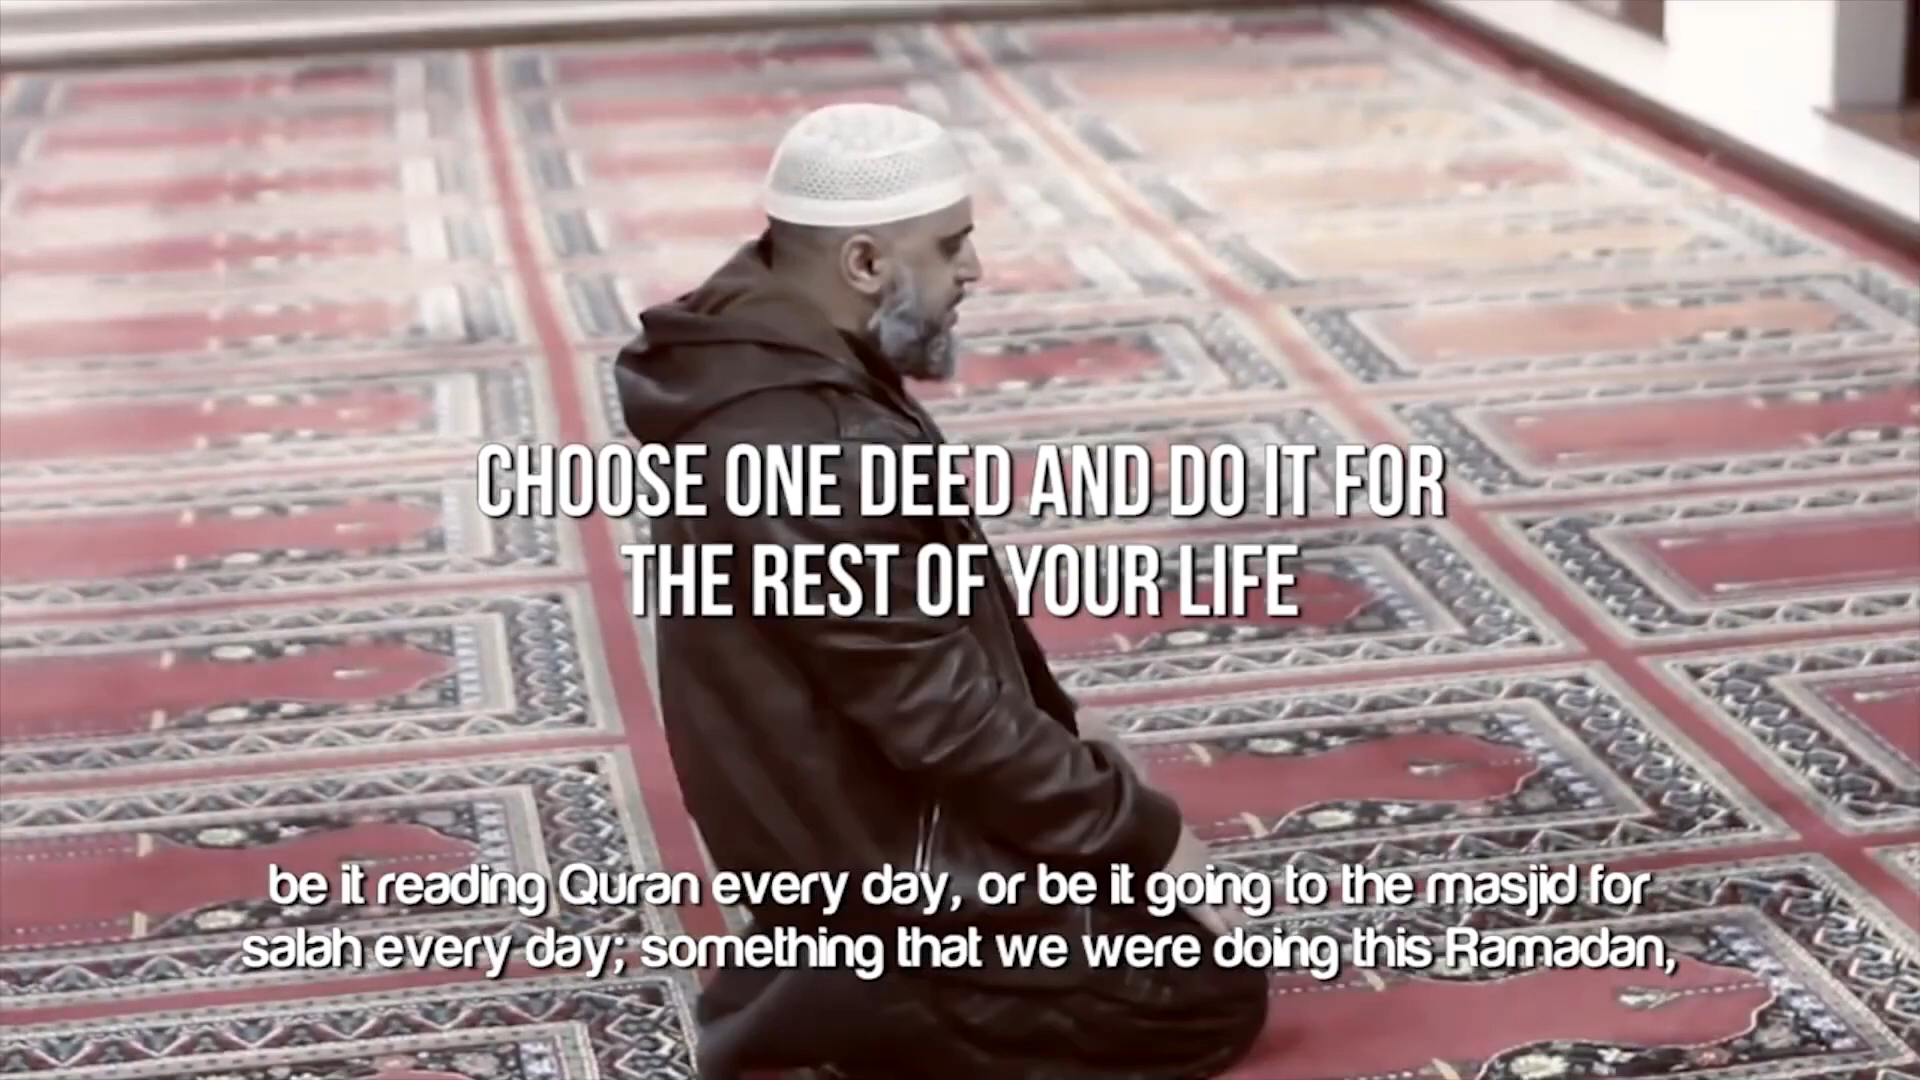 CHOOSE ONE DEED AND DO IT FOR
THE REST OF YOUR LIFE
be it reading Quran every day, or be it going to the masjid for
salah every day; something that we were doing this Ramadan,